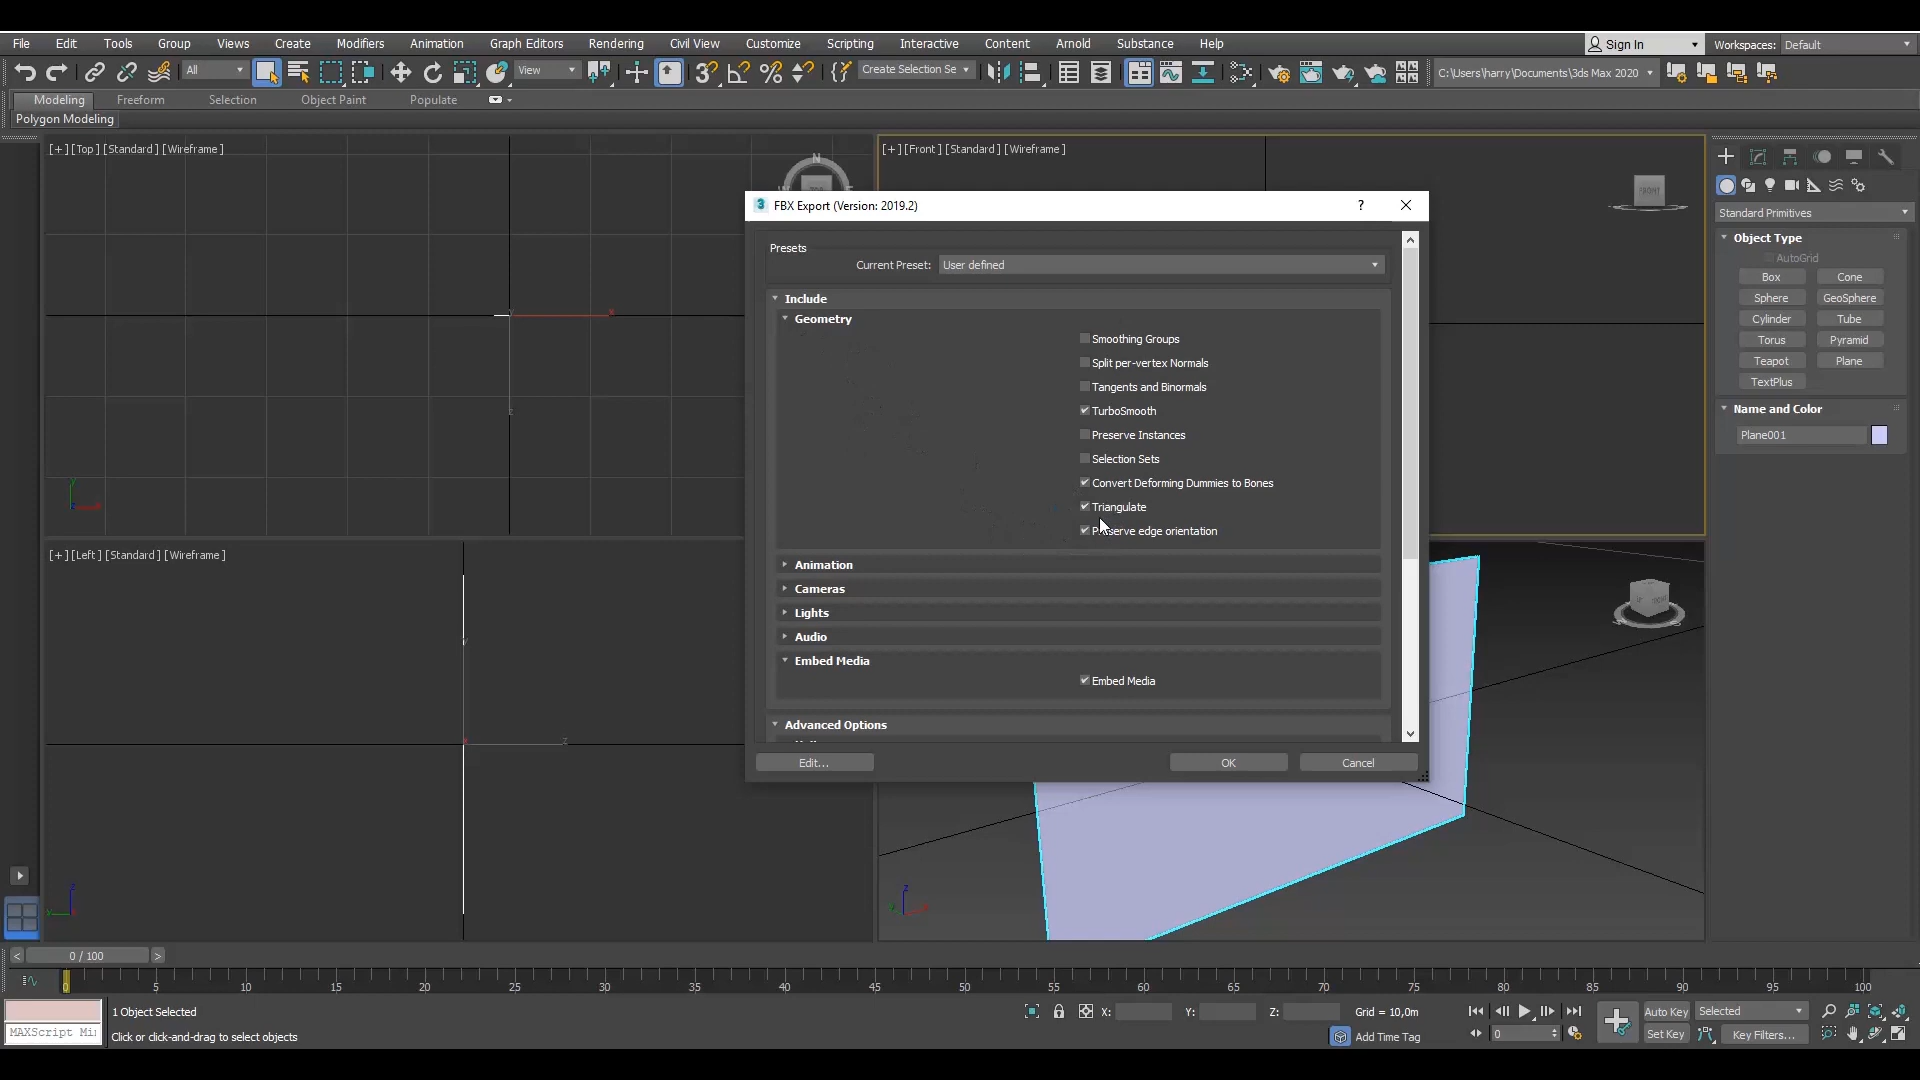 File Edit Tools Group Views Create Modifiers Animation Graph Editors Rendering Civil View Customize Scripting Interactive Content Arnold Substance Help Sign In Workspaces: Default
All View Create Selection Se C:\Users\harry\Documents\3ds Max 2020
Modeling Freeform Selection Object Paint Populate
Polygon Modeling
[+] [Top] [Standard] [Wireframe]
[+] [Front] [Standard] [Wireframe]
[+] [Left] [Standard] [Wireframe]
N
FRONT
3 FBX Export (Version: 2019.2) ?
Presets
Current Preset: User defined
Include
Geometry
Smoothing Groups
Split per-vertex Normals
Tangents and Binormals
TurboSmooth
Preserve Instances
Selection Sets
Convert Deforming Dummies to Bones
Triangulate
Preserve edge orientation
Animation
Cameras
Lights
Audio
Embed Media
Embed Media
Advanced Options
Edit... OK Cancel
Standard Primitives
Object Type
AutoGrid
Box Cone
Sphere GeoSphere
Cylinder Tube
Torus Pyramid
Teapot Plane
TextPlus
Name and Color
Plane001
< 0 / 100 >
0 5 10 15 20 25 30 35 40 45 50 55 60 65 70 75 80 85 90 95 100
1 Object Selected X: Y: Z: Grid = 10,0m Auto Key Selected
MAXScript Mi Click or click-and-drag to select objects Add Time Tag 0 Set Key Key Filters...